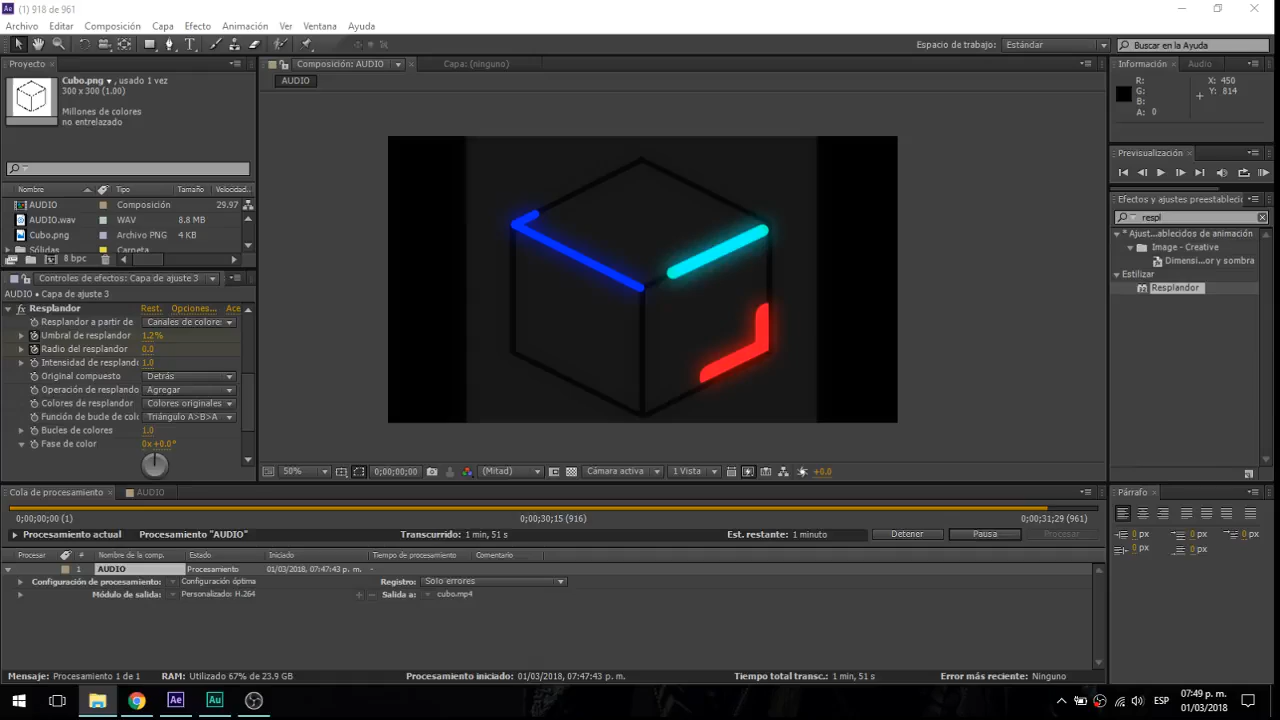 (1) 918 de 961
Archivo Editar Composición Capa Efecto Animación Ver Ventana Ayuda
Espacio de trabajo: Estándar Buscar en la Ayuda
Proyecto
Cubo.png, usado 1 vez
300 x 300 (1.00)
Millones de colores
no entrelazado
Nombre Tipo Tamaño Velocidad
AUDIO Composición 29.97
AUDIO.wav WAV 8.8 MB
Cubo.png Archivo PNG 4 KB
Sólidas Carpeta
8 bpc
Controles de efectos: Capa de ajuste 3
AUDIO • Capa de ajuste 3
fx Resplandor Rest. Opciones... Ace
Resplandor a partir de Canales de colore:
Umbral de resplandor 1.2%
Radio del resplandor 0.0
Intensidad de resplando 1.0
Original compuesto Detrás
Operación de resplando Agregar
Colores de resplandor Colores originales
Función de bucle de colo Triángulo A>B>A
Bucles de colores 1.0
Fase de color 0x +0.0°
Composición: AUDIO Capa: (ninguno)
AUDIO
50% 0;00;00;00 (Mitad) Cámara activa 1 Vista +0.0
Información Audio
R: X: 450
G: Y: 814
B:
A: 0
Previsualización
Efectos y ajustes preestableci
respl
* Ajust...ablecidos de animación
Image - Creative
Dimensi...or y sombra
Estilizar
Resplandor
Párrafo
0 px 0 px 0 px
0 px 0 px
Cola de procesamiento AUDIO
0;00;00;00 (1) 0;00;30;15 (916) 0;00;31;29 (961)
Procesamiento actual Procesamiento "AUDIO" Transcurrido: 1 min, 51 s Est. restante: 1 minuto Detener Pausa Procesar
Procesar # Nombre de la comp. Estado Iniciado Tiempo de procesamiento Comentario
1 AUDIO Procesamiento 01/03/2018, 07:47:43 p. m. -
Configuración de procesamiento: Configuración óptima Registro: Sólo errores
Módulo de salida: Personalizado: H.264 Salida a: cubo.mp4
Mensaje: Procesamiento 1 de 1 RAM: Utilizado 67% de 23.9 GB Procesamiento iniciado: 01/03/2018, 07:47:43 p. m. Tiempo total transc.: 1 min, 51 s Error más reciente: Ninguno
Ae Au ESP 07:49 p. m.
01/03/2018